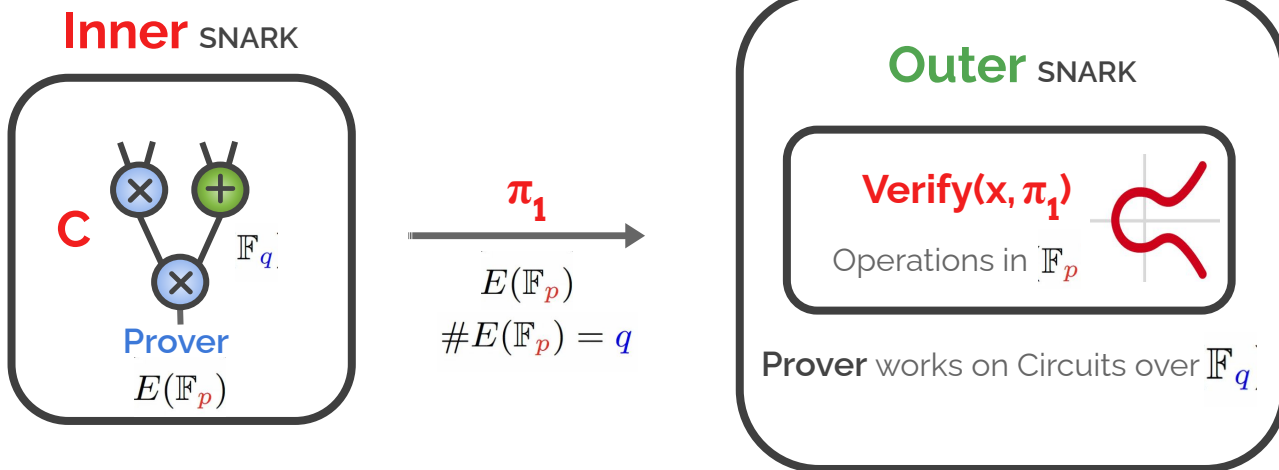 Inner SNARK
C
×
+
×
𝔽q
Prover
E(𝔽p)
π1
E(𝔽p)
#E(𝔽p) = q
Outer SNARK
Verify(x, π1)
Operations in 𝔽p
Prover works on Circuits over 𝔽q